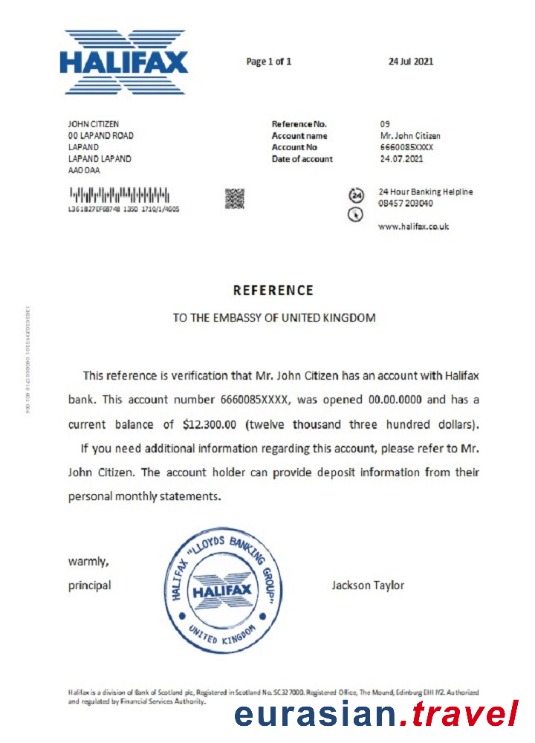 HALIFAX
Page 1 of 1
24 Jul 2021
JOHN CITIZEN
00 LAPAND ROAD
LAPAND
LAPAND LAPAND
AA0 0AA
Reference No. 09
Account name Mr. John Citizen
Account No 6660085XXXX
Date of account 24.07.2021
24 Hour Banking Helpline
08457 203040
www.halifax.co.uk
REFERENCE
TO THE EMBASSY OF UNITED KINGDOM
This reference is verification that Mr. John Citizen has an account with Halifax
bank. This account number 6660085XXXX, was opened 00.00.0000 and has a
current balance of $12.300.00 (twelve thousand three hundred dollars).
If you need additional information regarding this account, please refer to Mr.
John Citizen. The account holder can provide deposit information from their
personal monthly statements.
warmly,
principal
HALIFAX "LLOYDS BANKING GROUP"
HALIFAX
UNITED KINGDOM
Jackson Taylor
Halifax is a division of Bank of Scotland plc, Registered in Scotland No. SC327000. Registered Office, The Mound, Edinburg EH1 Authorized
and regulated by Financial Services Authority.
eurasian.travel